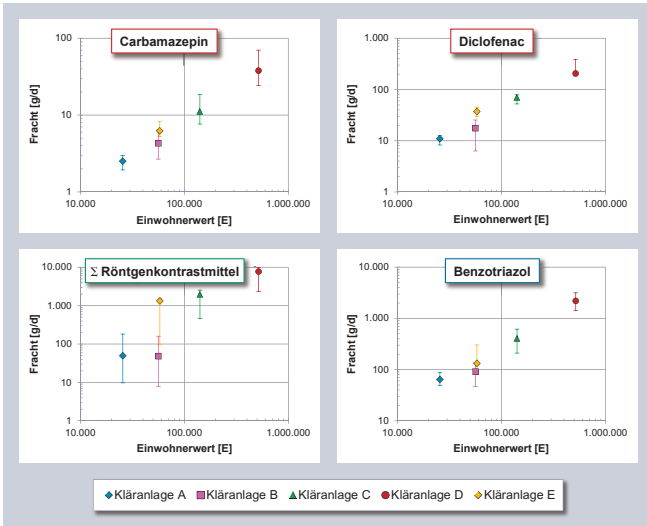 Carbamazepin
Fracht [g/d]
100
10
1
10.000
100.000
1.000.000
Einwohnerwert [E]
Diclofenac
Fracht [g/d]
1.000
100
10
1
10.000
100.000
1.000.000
Einwohnerwert [E]
Σ Röntgenkontrastmittel
Fracht [g/d]
10.000
1.000
100
10
1
10.000
100.000
1.000.000
Einwohnerwert [E]
Benzotriazol
Fracht [g/d]
10.000
1.000
100
10
10.000
100.000
1.000.000
Einwohnerwert [E]
Kläranlage A Kläranlage B Kläranlage C Kläranlage D Kläranlage E